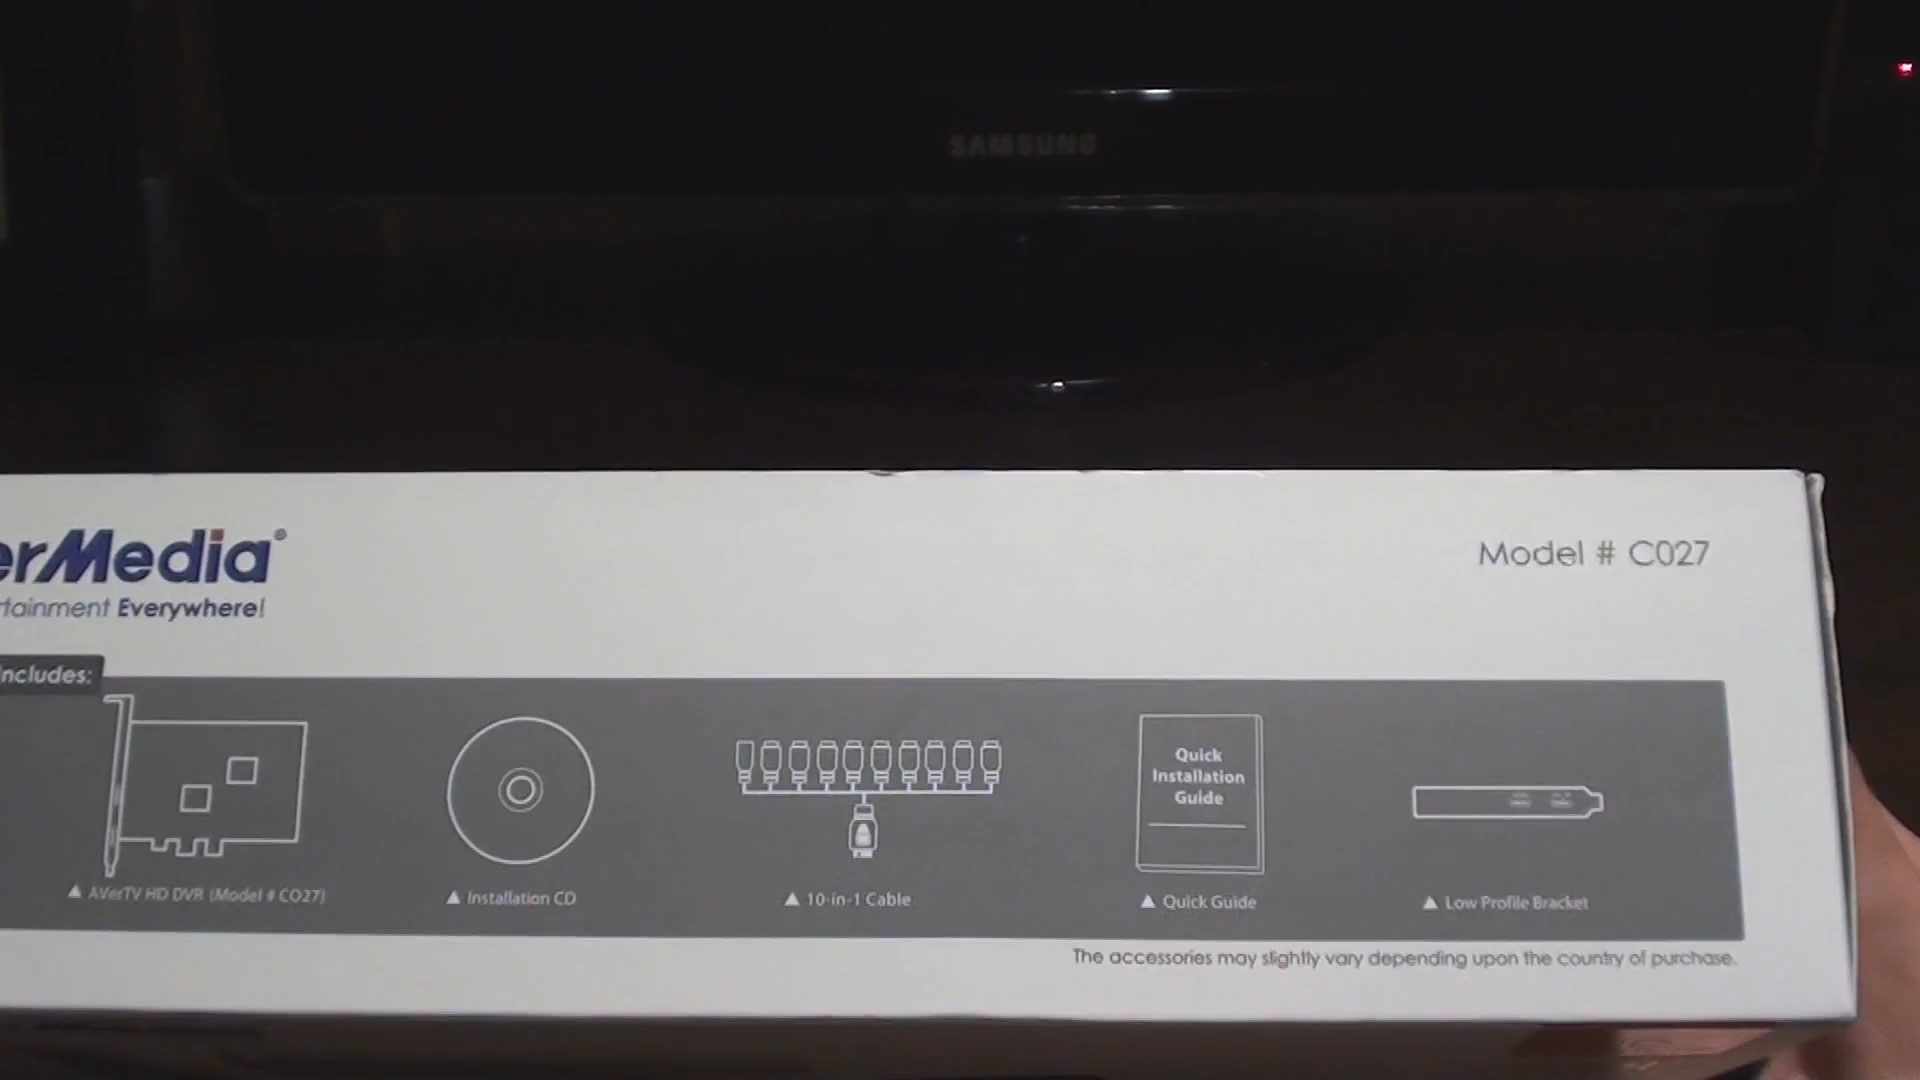 SAMSUNG
erMedia®
Model # C027
rtainment Everywhere!
Includes:
Quick
Installation
Guide
AVerTV HD DVR (Model # C027)
Installation CD
10-in-1 Cable
Quick Guide
Low Profile Bracket
The accessories may slightly vary depending upon the country of purchase.